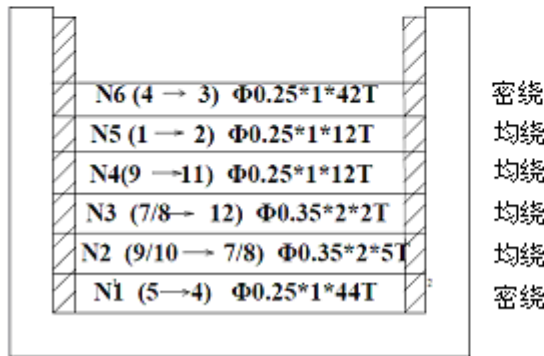 N6 (4 → 3) Φ0.25*1*42T 密绕
N5 (1 → 2) Φ0.25*1*12T 均绕
N4(9 →11) Φ0.25*1*12T 均绕
N3 (7/8→ 12) Φ0.35*2*2T 均绕
N2 (9/10→ 7/8) Φ0.35*2*5T 均绕
N1 (5→4) Φ0.25*1*44T 密绕